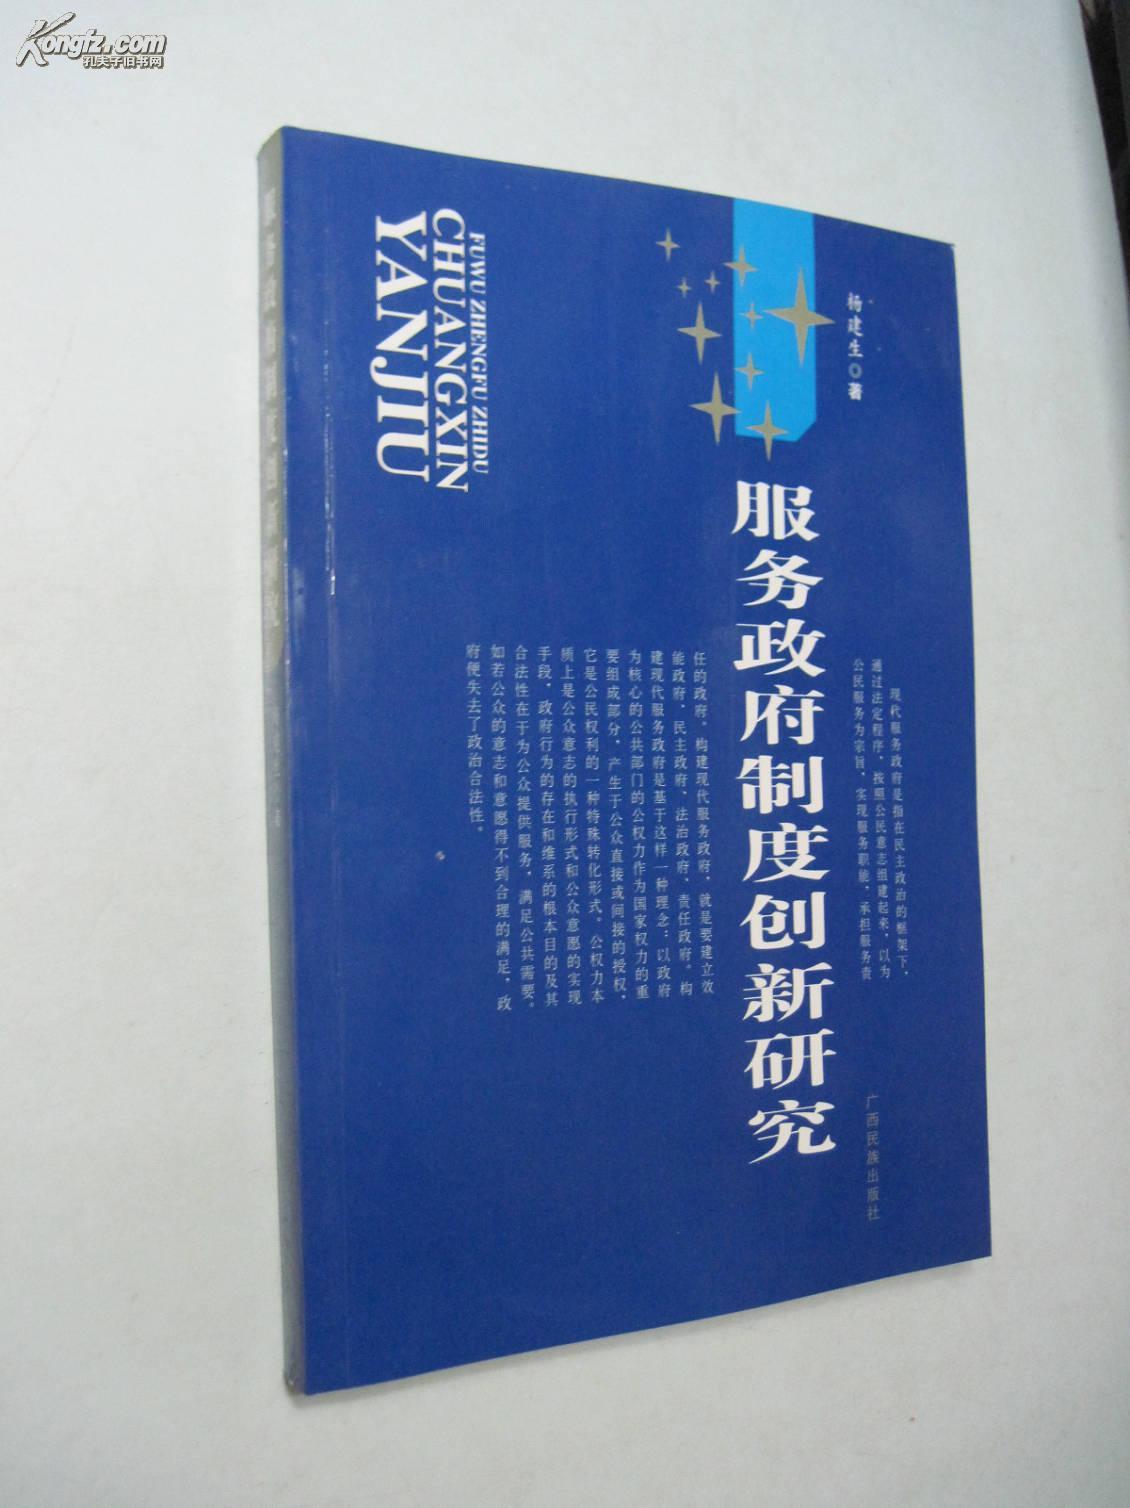 Kongfz.com
孔夫子旧书网
杨建生 著
服务政府制度创新研究
FUWU ZHENGFU ZHIDU
CHUANGXIN
YANJIU
现代服务政府是指在民主政治的框架下，
通过法定程序，按照公民意志组建起来，以为
公民服务为宗旨，实现服务职能，承担服务责
任的政府。构建现代服务政府，就是要建立效
能政府、民主政府、法治政府、责任政府。构
建现代服务政府是基于这样一种理念：以政府
为核心的公共部门的公权力作为国家权力的重
要组成部分，产生于公众直接或间接的授权，
它是公民权利的一种特殊转化形式。公权力本
质上是公众意志的执行形式和公众意愿的实现
手段，政府行为的存在和维系的根本目的及其
合法性在于为公众提供服务，满足公共需要。
如若公众的意志和意愿得不到合理的满足，政
府便失去了政治合法性。
广西民族出版社
服务政府制度创新研究